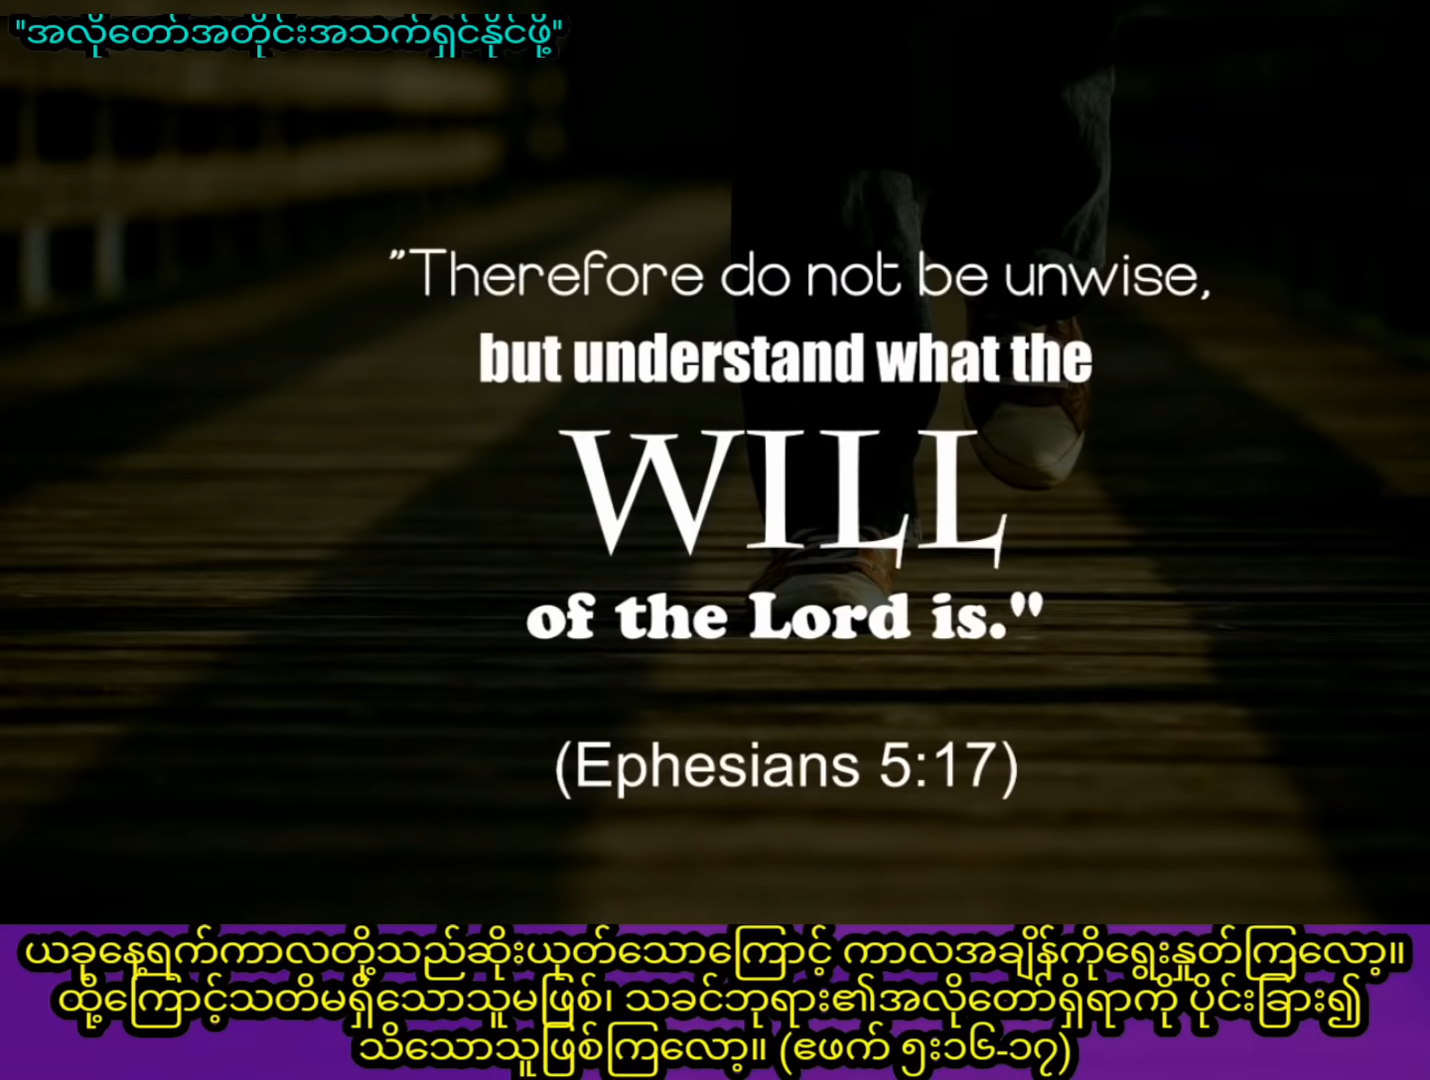 "အလိုတော်အတိုင်းအသက်ရှင်နိုင်ဖို့"
"Therefore do not be unwise,
but understand what the
WILL
of the Lord is."
(Ephesians 5:17)
ယခုနေ့ရက်ကာလတို့သည်ဆိုးယုတ်သောကြောင့် ကာလအချိန်ကိုရွေးနှုတ်ကြလော့။
ထို့ကြောင့်သတိမရှိသောသူမဖြစ်၊ သခင်ဘုရား၏အလိုတော်ရှိရာကို ပိုင်းခြား၍
သိသောသူဖြစ်ကြလော့။ (ဧဖက် ၅း၁၆-၁၇)